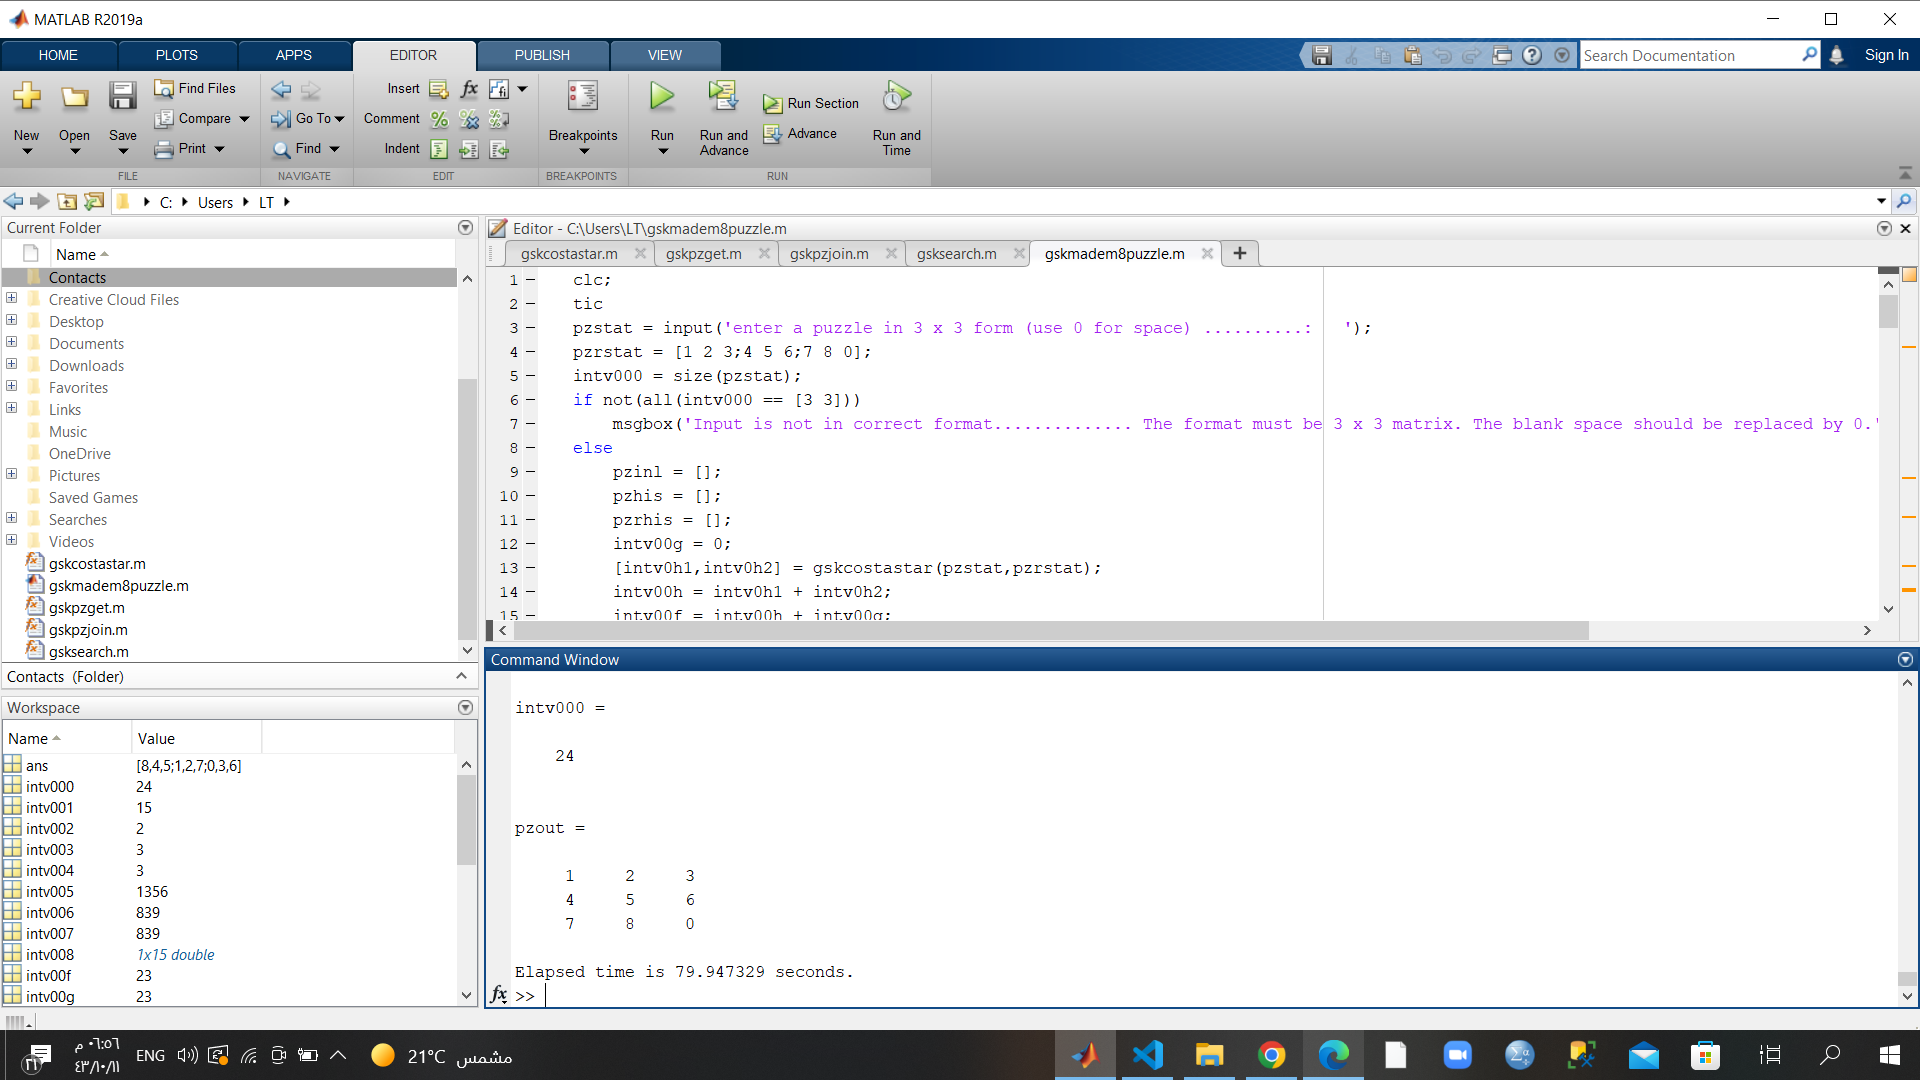 MATLAB R2019a
HOME PLOTS APPS EDITOR PUBLISH VIEW
Search Documentation
Sign In
New
Open
Save
Find Files
Compare
Print
FILE
Go To
Find
NAVIGATE
Insert
Comment
Indent
EDIT
Breakpoints
BREAKPOINTS
Run
Run and Advance
Run Section
Advance
Run and Time
RUN
C: Users LT
Current Folder
Name
Contacts
Creative Cloud Files
Desktop
Documents
Downloads
Favorites
Links
Music
OneDrive
Pictures
Saved Games
Searches
Videos
gskcostastar.m
gskmadem8puzzle.m
gskpzget.m
gskpzjoin.m
gsksearch.m
Contacts (Folder)
Workspace
Name Value
ans [8,4,5;1,2,7;0,3,6]
intv000 24
intv001 15
intv002 2
intv003 3
intv004 3
intv005 1356
intv006 839
intv007 839
intv008 1x15 double
intv00f 23
intv00g 23
Editor - C:\Users\LT\gskmadem8puzzle.m
gskcostastar.m gskpzget.m gskpzjoin.m gsksearch.m gskmadem8puzzle.m
1 clc;
2 tic
3 pzstat = input('enter a puzzle in 3 x 3 form (use 0 for space) ..........:   ');
4 pzrstat = [1 2 3;4 5 6;7 8 0];
5 intv000 = size(pzstat);
6 if not(all(intv000 == [3 3]))
7 msgbox('Input is not in correct format.............. The format must be 3 x 3 matrix. The blank space should be replaced by 0.'
8 else
9 pzinl = [];
10 pzhis = [];
11 pzrhis = [];
12 intv00g = 0;
13 [intv0h1,intv0h2] = gskcostastar(pzstat,pzrstat);
14 intv00h = intv0h1 + intv0h2;
15 intv00f = intv00h + intv00g;
Command Window
intv000 =
24
pzout =
1 2 3
4 5 6
7 8 0
Elapsed time is 79.947329 seconds.
fx >>
٠٦:٥٦ م
٤٣/١٠/١١
ENG
21°C مشمس